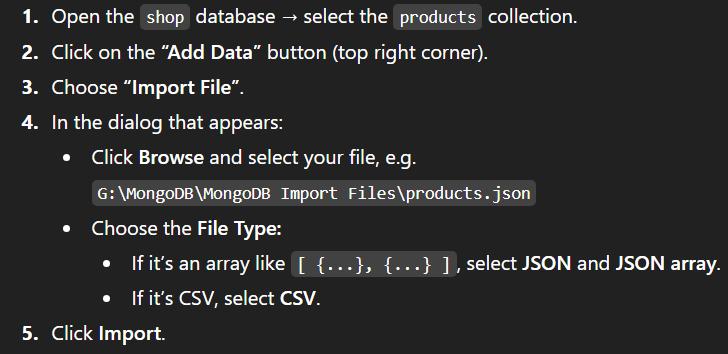 1. Open the shop database → select the products collection.
2. Click on the “Add Data” button (top right corner).
3. Choose “Import File”.
4. In the dialog that appears:
• Click Browse and select your file, e.g.
G:\MongoDB\MongoDB Import Files\products.json
• Choose the File Type:
• If it’s an array like [ {...}, {...} ], select JSON and JSON array.
• If it’s CSV, select CSV.
5. Click Import.